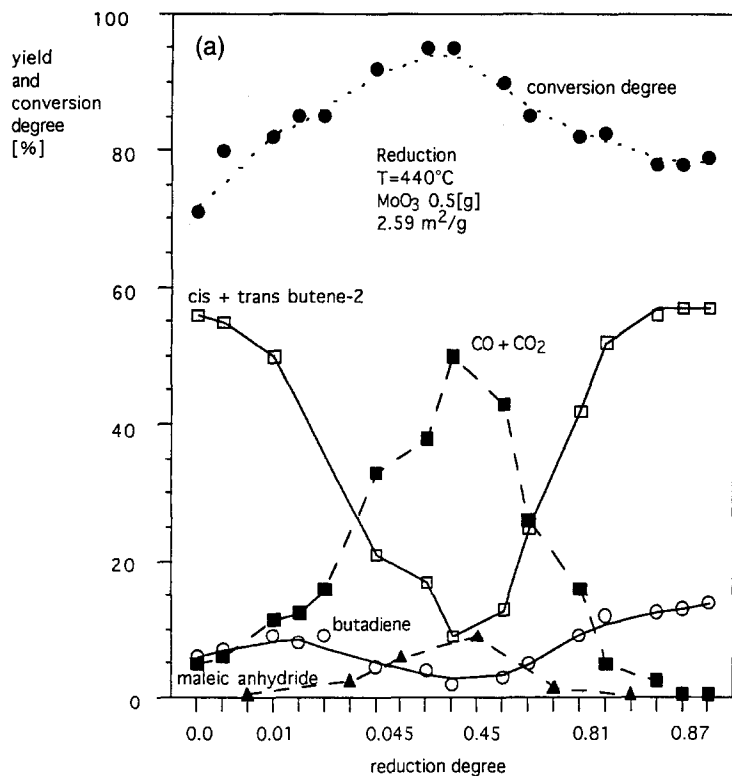 100
yield
and
conversion
degree
[%]
(a)
conversion degree
80
Reduction
T=440°C
MoO3 0.5[g]
2.59 m²/g
60
cis + trans butene-2
CO + CO2
40
20
butadiene
maleic anhydride
0
0.0 0.01 0.045 0.45 0.81 0.87
reduction degree